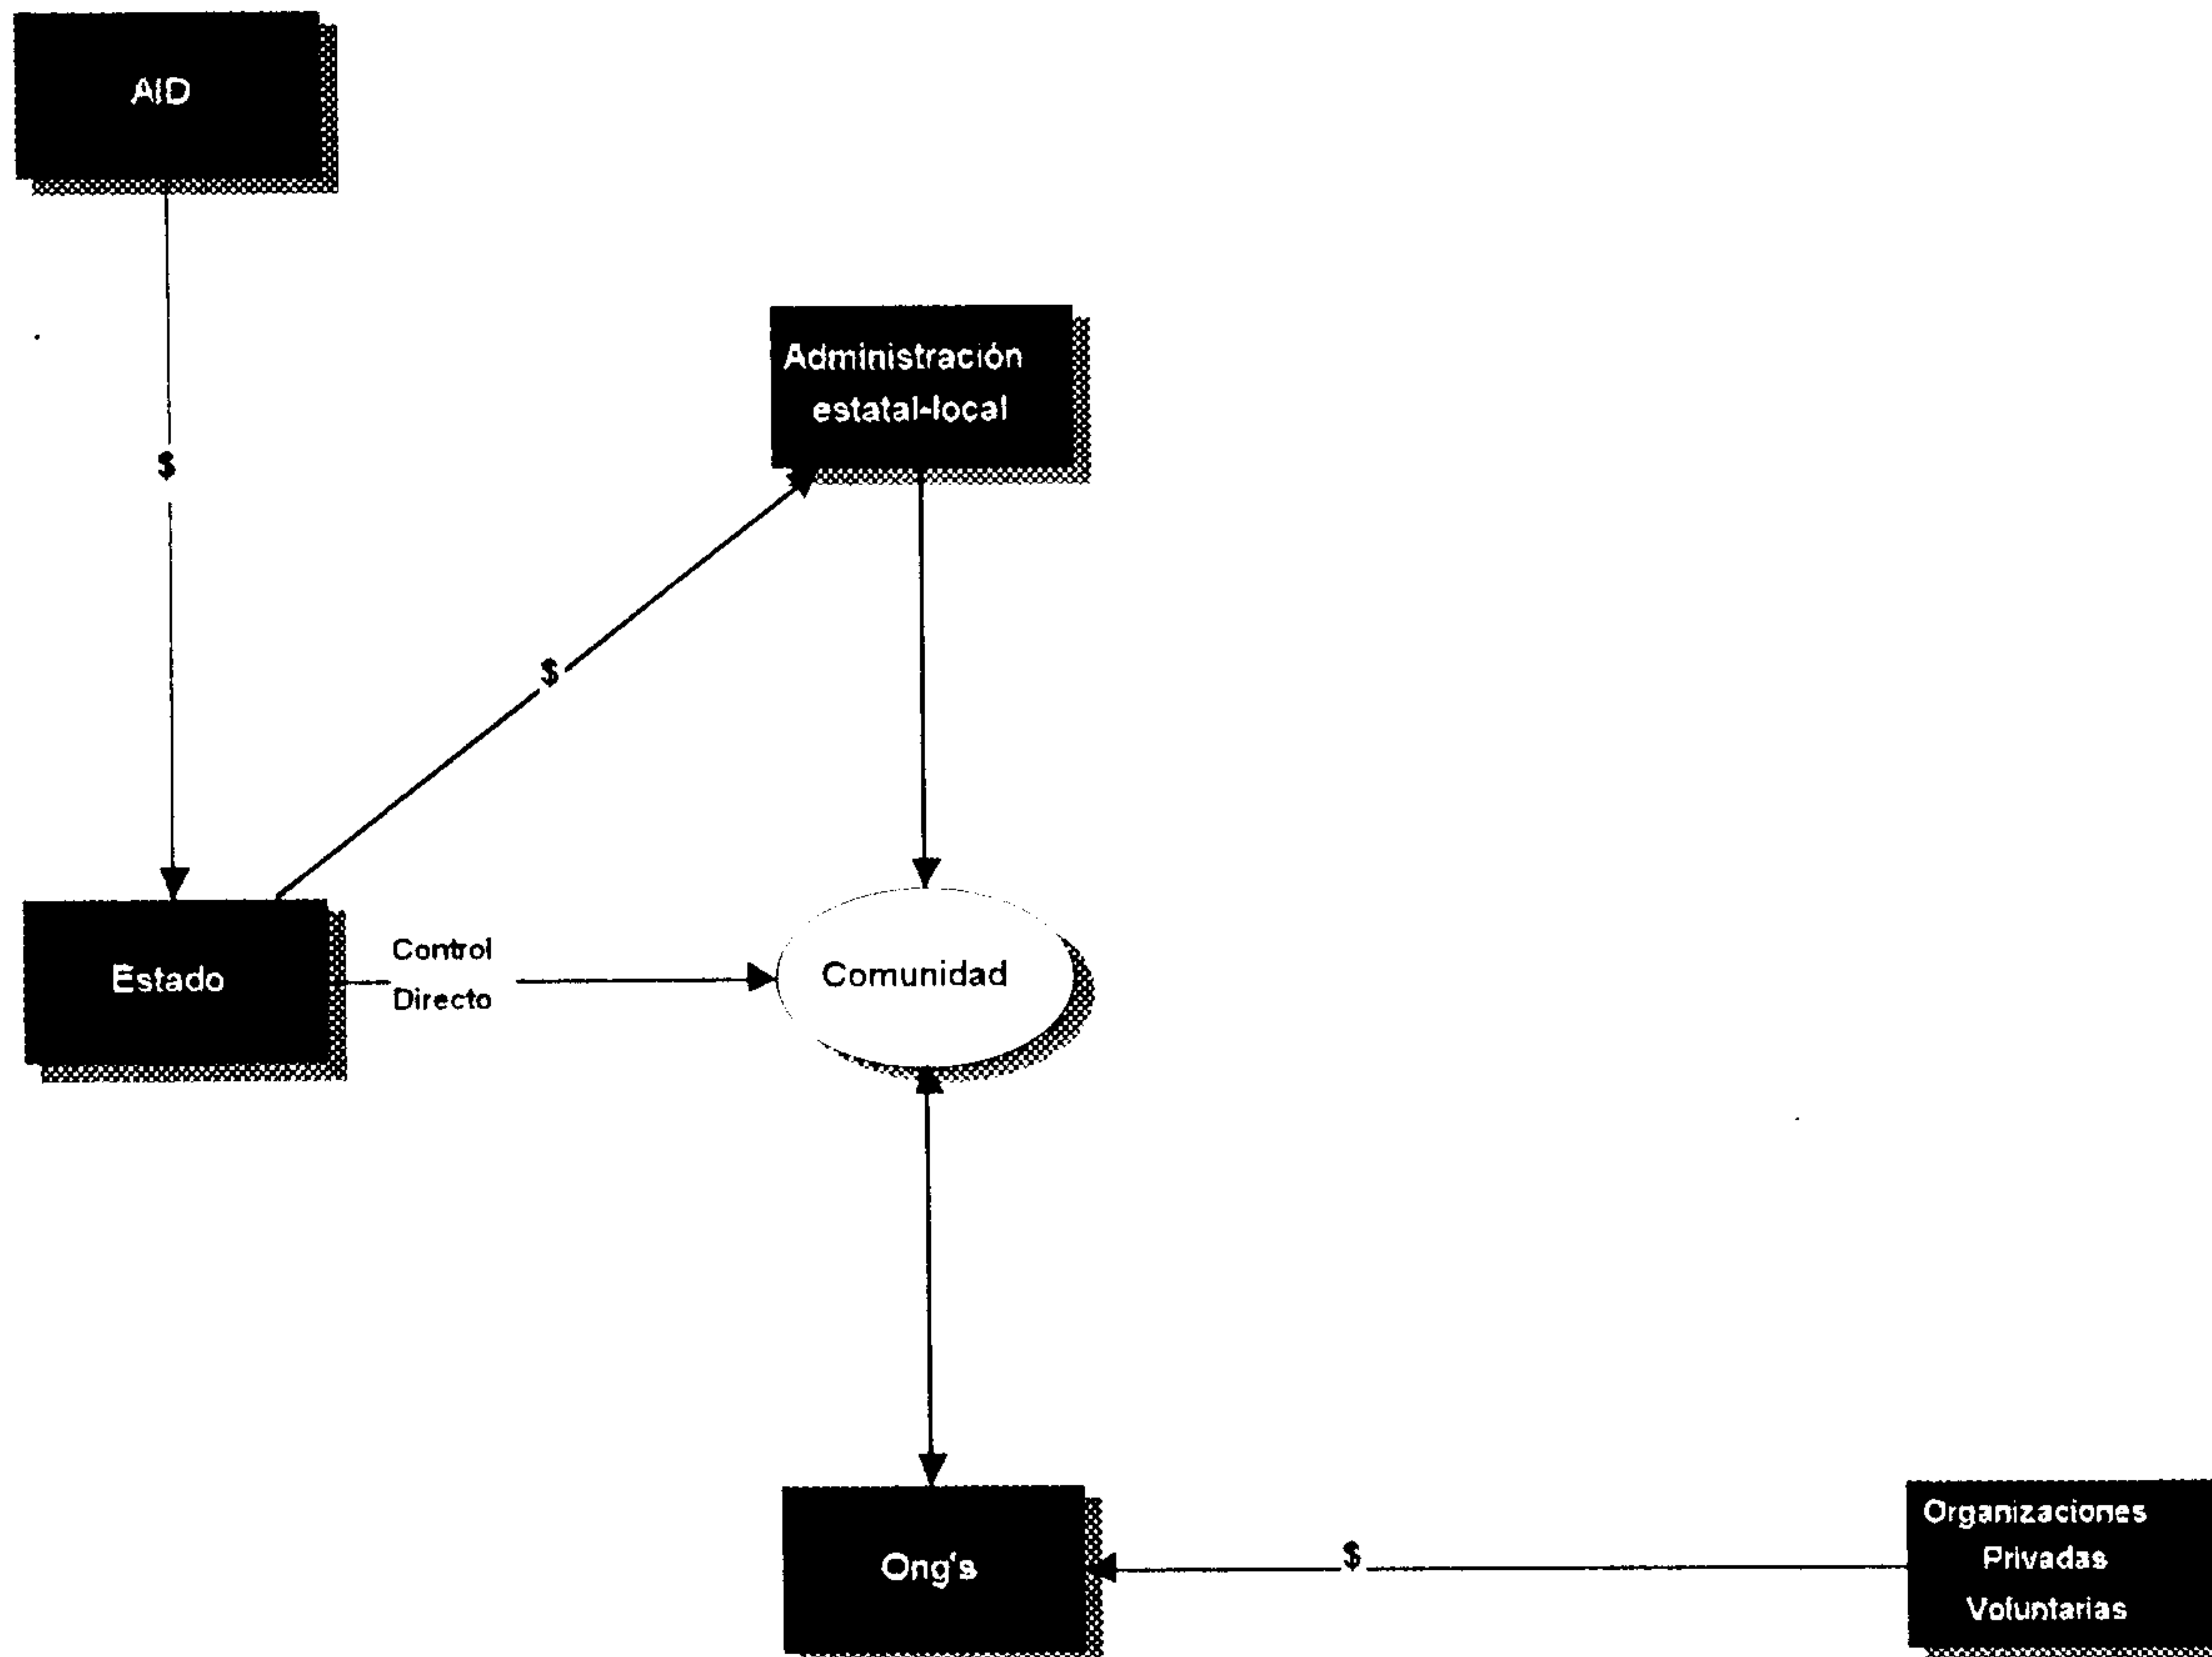 AID
Administración
estatal-local
$
$
Estado
Control
Directo
Comunidad
Ong's
$
Organizaciones
Privadas
Voluntarias